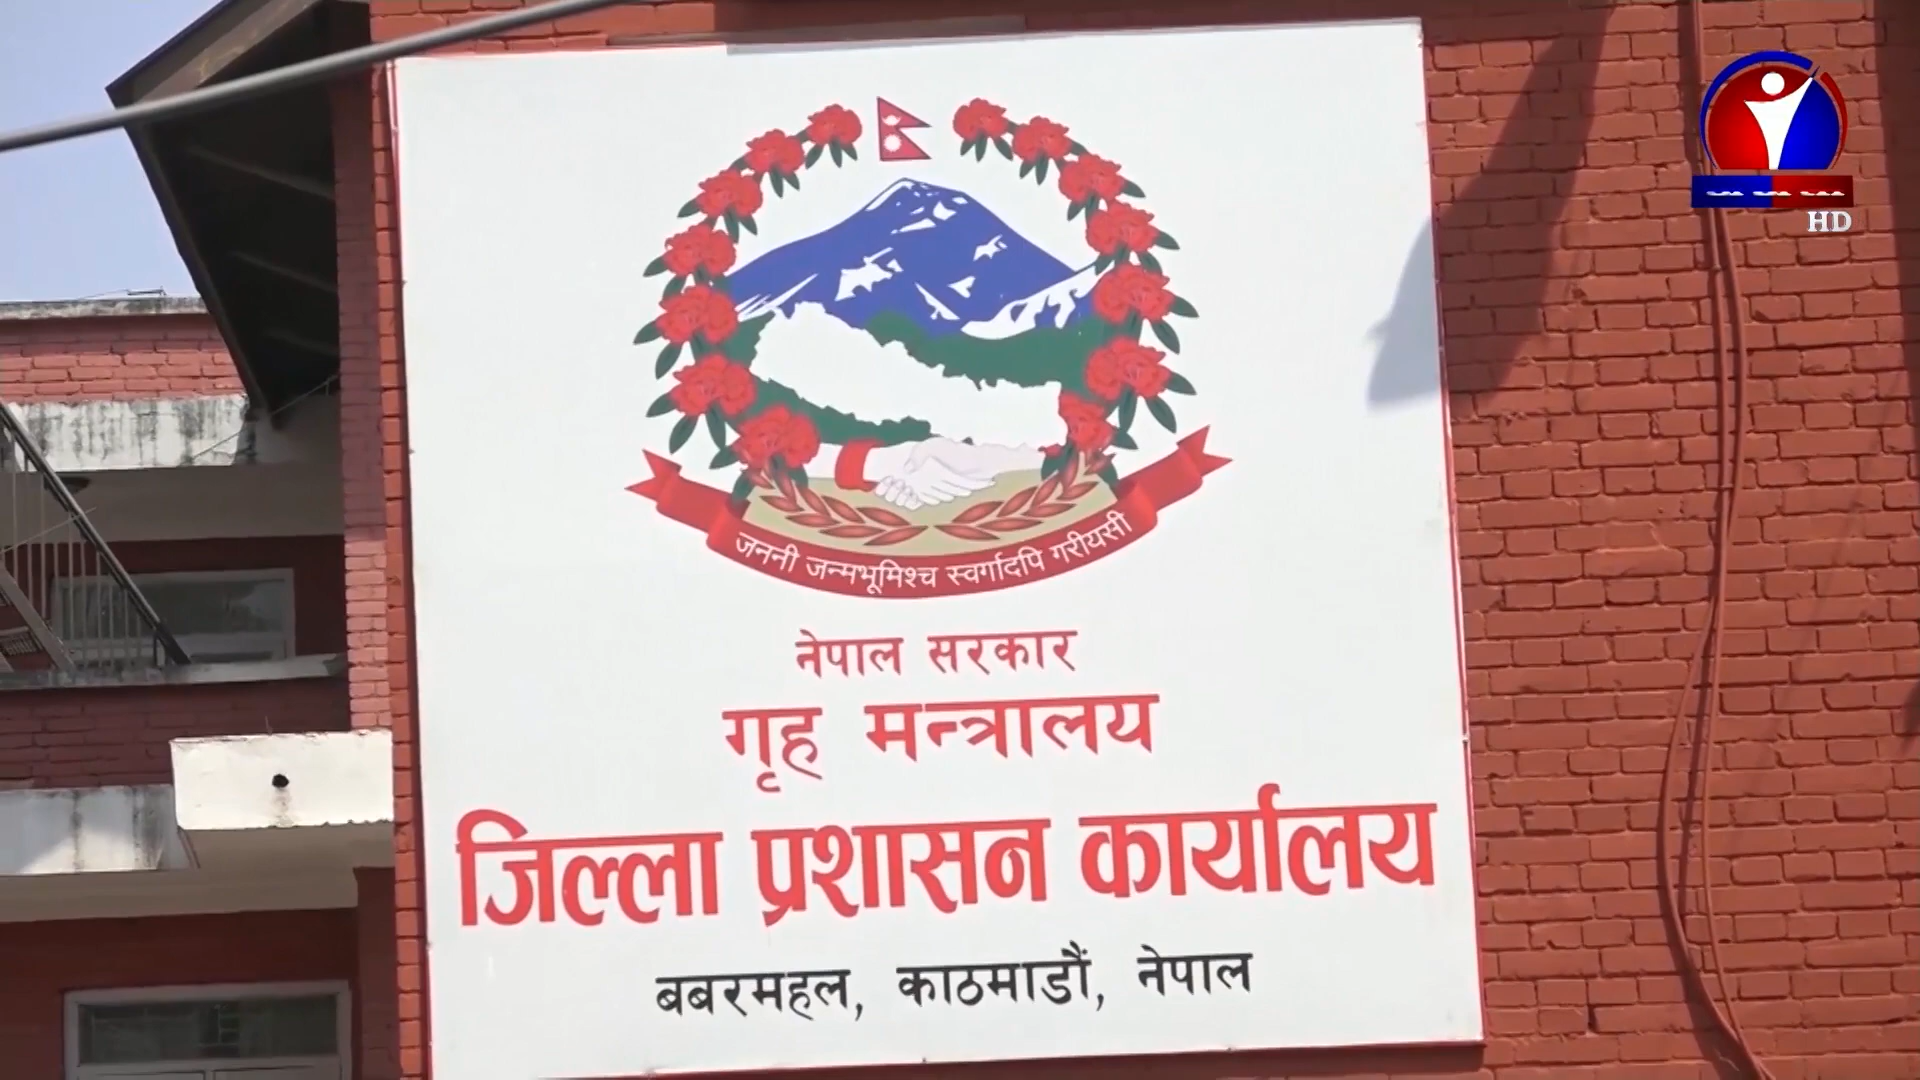 HD
जननी जन्मभूमिश्च स्वर्गादपि गरीयसी
नेपाल सरकार
गृह मन्त्रालय
जिल्ला प्रशासन कार्यालय
बबरमहल, काठमाडौं, नेपाल